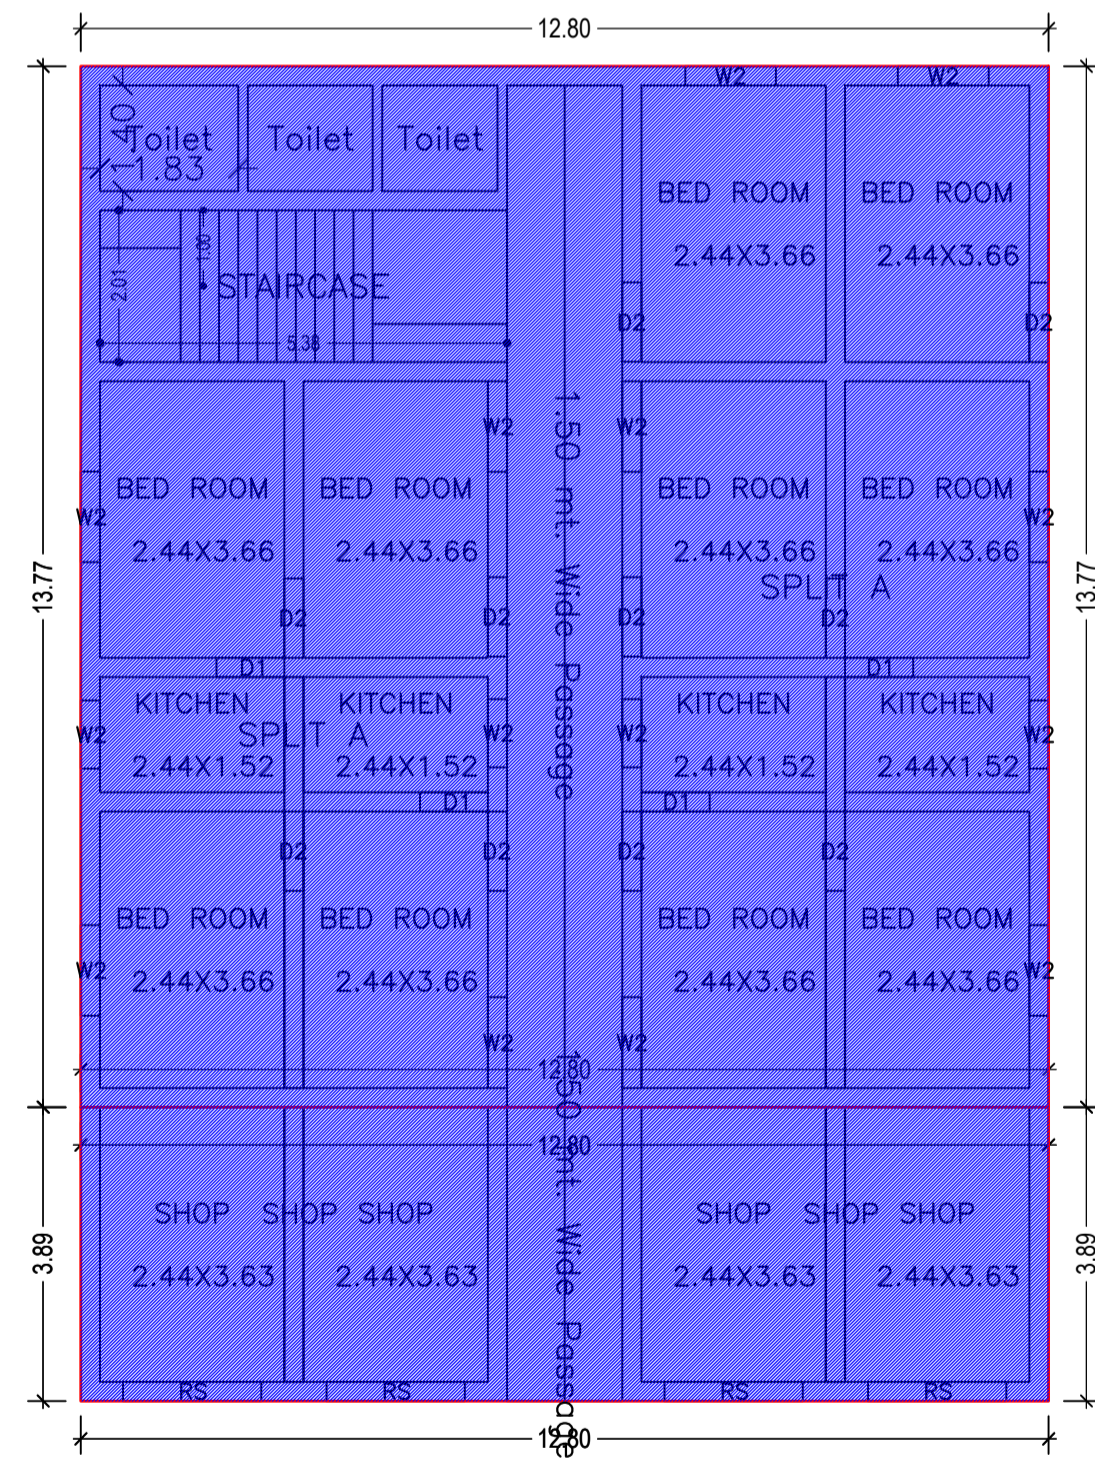 12.80
W2 W2
1.40
Toilet Toilet Toilet
1.83
BED ROOM BED ROOM
2.44X3.66 2.44X3.66
1.00
2.01
STAIRCASE
D2 D2
5.38
W2 W2
1.50 mt. Wide Passage
BED ROOM BED ROOM BED ROOM BED ROOM
W2 W2
2.44X3.66 2.44X3.66 2.44X3.66 2.44X3.66
13.77 13.77
SPLIT A
D2 D2 D2 D2
D1 D1
KITCHEN KITCHEN KITCHEN KITCHEN
W2 SPLIT A W2 W2 W2
2.44X1.52 2.44X1.52 2.44X1.52 2.44X1.52
D1 D1
D2 D2 D2 D2
BED ROOM BED ROOM BED ROOM BED ROOM
W2 W2
2.44X3.66 2.44X3.66 2.44X3.66 2.44X3.66
W2 W2
12.80
12.80
1.50 mt. Wide Passage
SHOP SHOP SHOP SHOP SHOP SHOP
3.89 3.89
2.44X3.63 2.44X3.63 2.44X3.63 2.44X3.63
RS RS RS RS
12.80